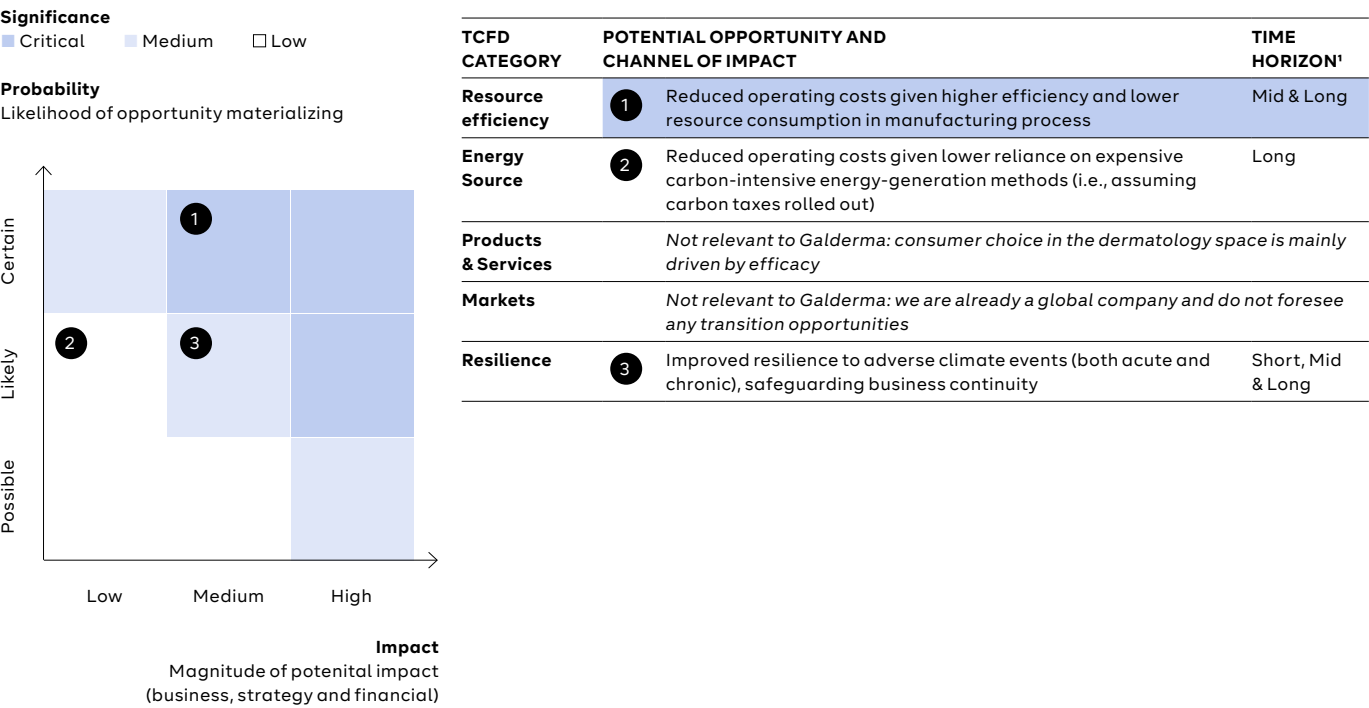 Significance
Critical Medium Low
Probability
Likelihood of opportunity materializing
Certain
Likely
Possible
1
2
3
Low Medium High
Impact
Magnitude of potenital impact
(business, strategy and financial)
TCFD
CATEGORY
POTENTIAL OPPORTUNITY AND
CHANNEL OF IMPACT
TIME
HORIZON¹
Resource
efficiency
1
Reduced operating costs given higher efficiency and lower
resource consumption in manufacturing process
Mid & Long
Energy
Source
2
Reduced operating costs given lower reliance on expensive
carbon-intensive energy-generation methods (i.e., assuming
carbon taxes rolled out)
Long
Products
& Services
Not relevant to Galderma: consumer choice in the dermatology space is mainly
driven by efficacy
Markets
Not relevant to Galderma: we are already a global company and do not foresee
any transition opportunities
Resilience
3
Improved resilience to adverse climate events (both acute and
chronic), safeguarding business continuity
Short, Mid
& Long